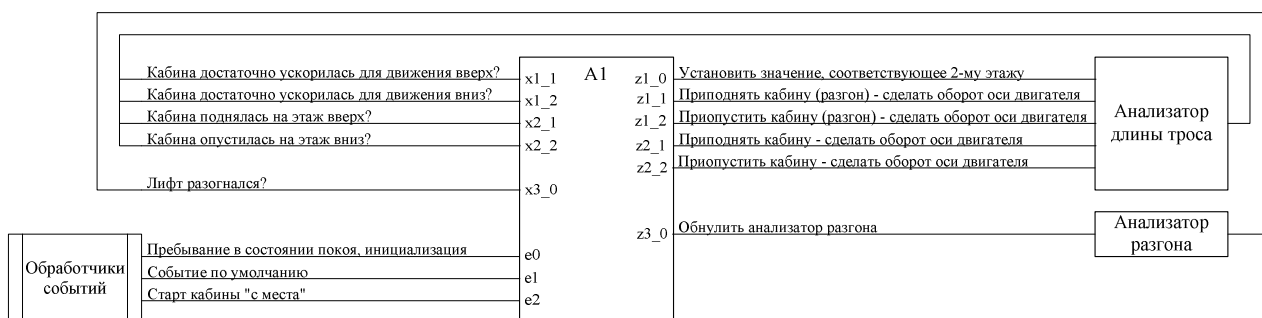 Кабина достаточно ускорилась для движения вверх?
Кабина достаточно ускорилась для движения вниз?
Кабина поднялась на этаж вверх?
Кабина опустилась на этаж вниз?
Лифт разогнался?
Обработчики
событий
Пребывание в состоянии покоя, инициализация
Событие по умолчанию
Старт кабины "с места"
A1
x1_1
x1_2
x2_1
x2_2
x3_0
e0
e1
e2
z1_0
z1_1
z1_2
z2_1
z2_2
z3_0
Установить значение, соответствующее 2-му этажу
Приподнять кабину (разгон) - сделать оборот оси двигателя
Приопустить кабину (разгон) - сделать оборот оси двигателя
Приподнять кабину - сделать оборот оси двигателя
Приопустить кабину - сделать оборот оси двигателя
Обнулить анализатор разгона
Анализатор
длины троса
Анализатор
разгона